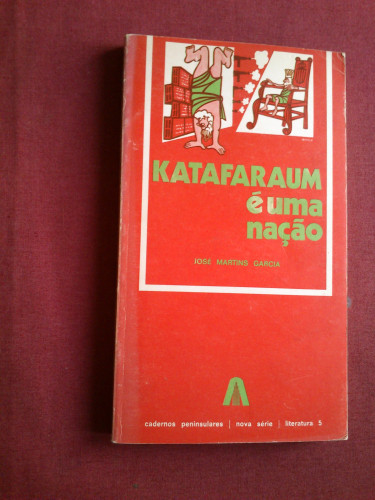 KATAFARAUM
é uma
nação
JOSÉ MARTINS GARCIA
cadernos peninsulares | nova série | literatura 5